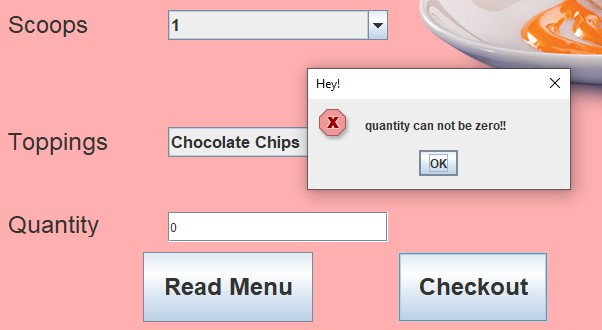 Scoops
1
Hey!
quantity can not be zero!!
OK
Toppings
Chocolate Chips
Quantity
0
Read Menu
Checkout